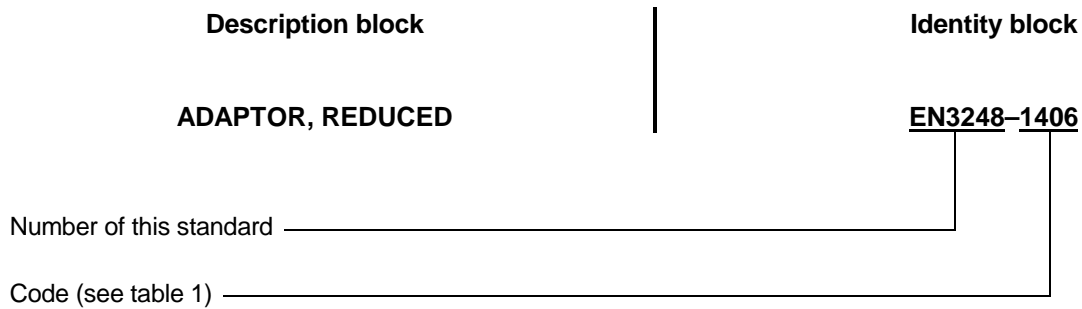 Description block Identity block
ADAPTOR, REDUCED EN3248–1406
Number of this standard
Code (see table 1)